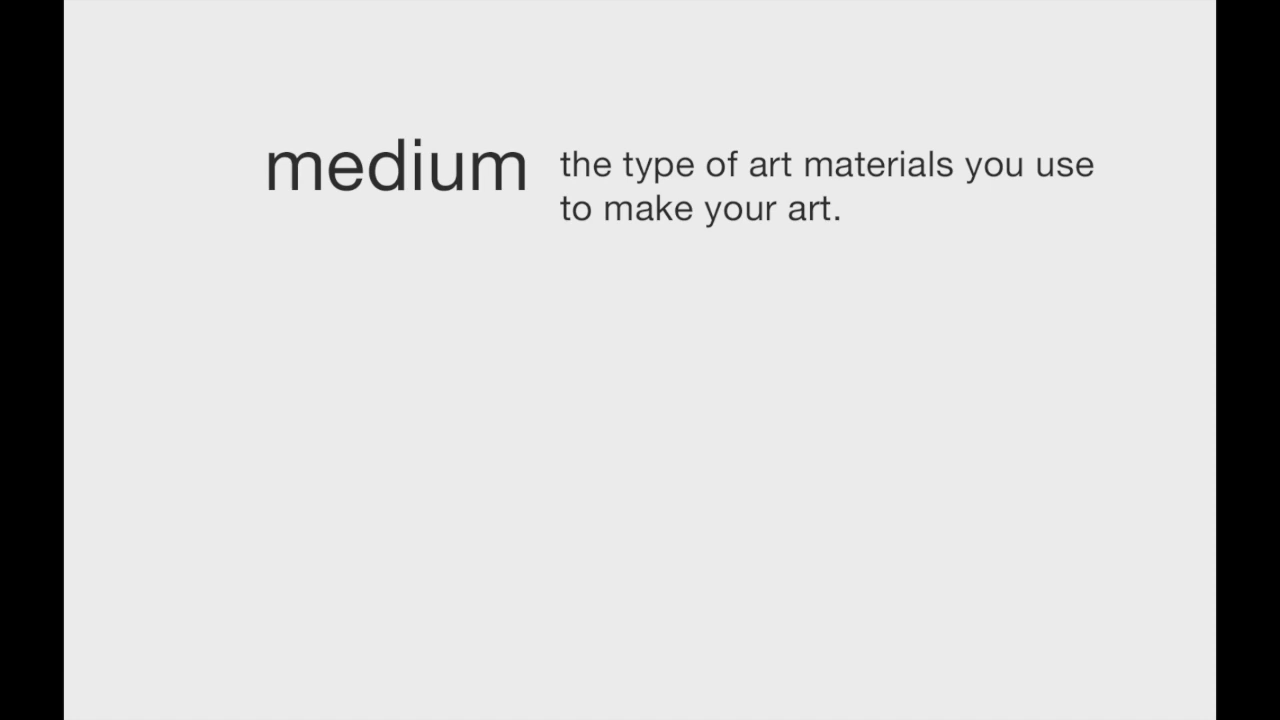 medium
the type of art materials you use
to make your art.